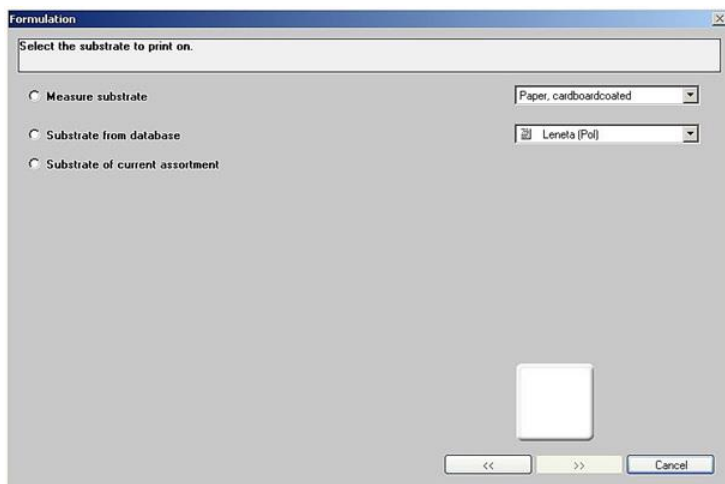 Formulation
Select the substrate to print on.
Measure substrate
Paper, cardboardcoated
Substrate from database
Leneta (Pol)
Substrate of current assortment
<< >> Cancel